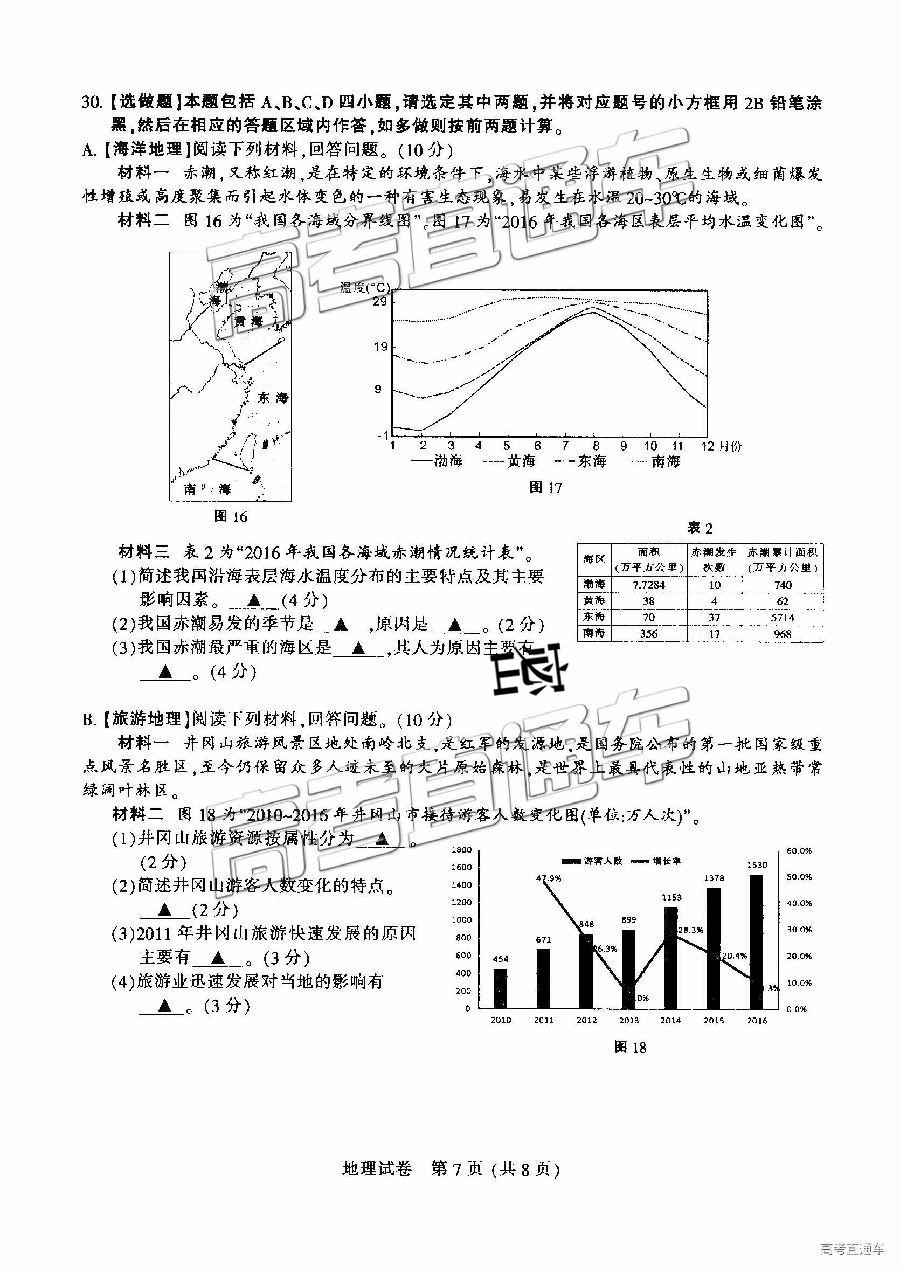 30. 【选做题】本题包括 A、B、C、D 四小题,请选定其中两题,并将对应题号的小方框用 2B 铅笔涂
黑,然后在相应的答题区域内作答,如多做则按前两题计算。
A. 【海洋地理】阅读下列材料,回答问题。(10 分)
材料一 赤潮,又称红潮,是在特定的环境条件下,海水中某些浮游植物、原生生物或细菌爆发
性增殖或高度聚集而引起水体变色的一种有害生态现象,易发生在水温 20-30℃的海域。
材料二 图 16 为“我国各海域分界线图”。图 17 为“2016 年我国各海区表层平均水温变化图”。
渤
海
黄 海
东 海
南 海
图 16
温度(℃)
29
19
9
-1
1 2 3 4 5 6 7 8 9 10 11 12 月份
渤海 黄海 东海 南海
图 17
材料三 表 2 为“2016 年我国各海域赤潮情况统计表”。
(1)简述我国沿海表层海水温度分布的主要特点及其主要
影响因素。 ▲ (4 分)
(2)我国赤潮易发的季节是 ▲ ,原因是 ▲ 。(2 分)
(3)我国赤潮最严重的海区是 ▲ ,其人为原因主要有
▲ 。(4 分)
表 2
海区 面积(万平方公里) 赤潮发生次数 赤潮累计面积(万平方公里)
渤海 7.7284 10 740
黄海 38 4 62
东海 70 37 5714
南海 356 17 968
B. 【旅游地理】阅读下列材料,回答问题。(10 分)
材料一 井冈山旅游风景区地处南岭北支,是红军的发源地,是国务院公布的第一批国家级重
点风景名胜区,至今仍保留众多人迹未至的大片原始森林,是世界上最具代表性的山地亚热带常
绿阔叶林区。
材料二 图 18 为“2010~2016 年井冈山市接待游客人数变化图(单位:万人次)”。
(1)井冈山旅游资源按属性分为 ▲ 。
(2 分)
(2)简述井冈山游客人数变化的特点。
▲ (2 分)
(3)2011 年井冈山旅游快速发展的原因
主要有 ▲ 。(3 分)
(4)旅游业迅速发展对当地的影响有
▲ 。(3 分)
游客人数 增长率
1800
1600
1400
1200
1000
800
600
400
200
0
454 671 848 899 1153 1378 1530
47.9% 26.3% .0% 28.3% 20.4% .3%
60.0%
50.0%
40.0%
30.0%
20.0%
10.0%
0.0%
2010 2011 2012 2013 2014 2015 2016
图 18
地理试卷 第 7 页 (共 8 页)
高考直通车
高考直通车
高考直通车